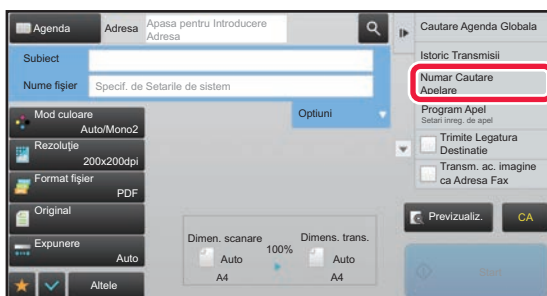 Agenda
Adresa
Apasa pentru Introducere
Adresa
Subiect
Nume fişier
Specif. de Setarile de sistem
Optiuni
Mod culoare
Auto/Mono2
Rezoluţie
200x200dpi
Format fişier
PDF
Original
Expunere
Auto
Altele
Dimen. scanare
100%
Dimens. trans.
Auto
A4
Auto
A4
Cautare Agenda Globala
Istoric Transmisii
Numar Cautare
Apelare
Program Apel
Setari inreg. de apel
Trimite Legatura
Destinatie
Transm. ac. imagine
ca Adresa Fax
Previzualiz.
CA
Start